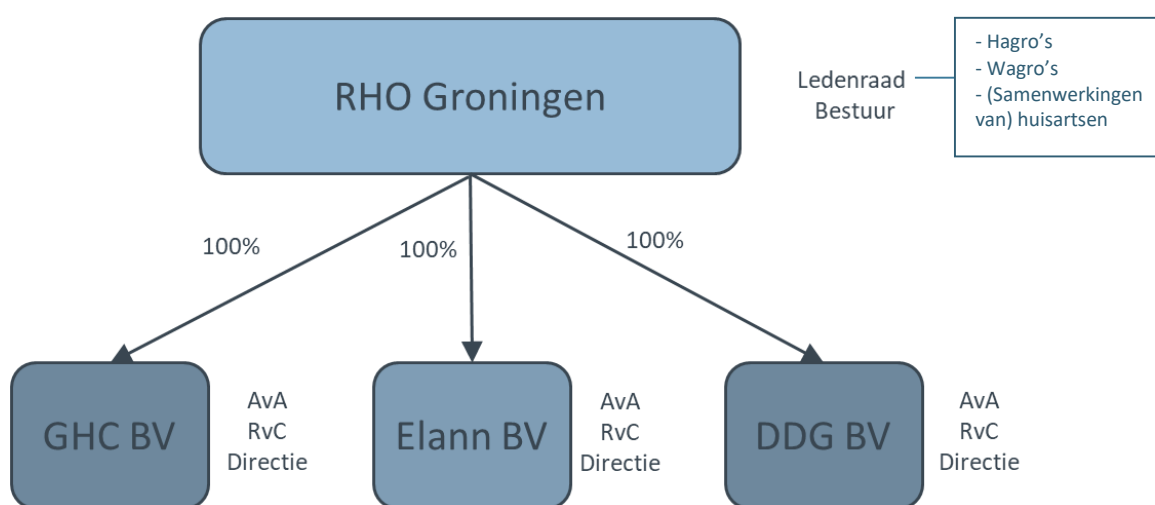 RHO Groningen
Ledenraad
Bestuur
- Hagro’s
- Wagro’s
- (Samenwerkingen
van) huisartsen
100%
100%
100%
GHC BV
AvA
RvC
Directie
Elann BV
AvA
RvC
Directie
DDG BV
AvA
RvC
Directie